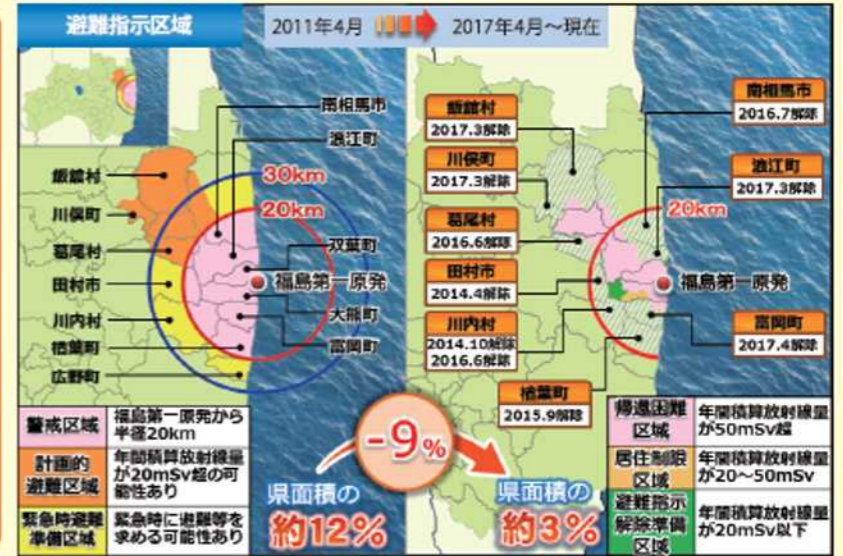 避難指示区域
2011年4月
2017年4月～現在
南相馬市
浪江町
飯舘村
30km
川俣町
20km
葛尾村
双葉町
田村市
福島第一原発
大熊町
川内村
富岡町
楢葉町
広野町
警戒区域
福島第一原発から
半径20km
計画的
避難区域
年間積算放射線量
が20mSv超の可
能性あり
緊急時避難
準備区域
緊急時に避難等を
求める可能性あり
県面積の
約12%
-9%
県面積の
約3%
飯舘村
2017.3解除
川俣町
2017.3解除
葛尾村
2016.6解除
田村市
2014.4解除
川内村
2014.10解除
2016.6解除
楢葉町
2015.9解除
南相馬市
2016.7解除
浪江町
2017.3解除
20km
福島第一原発
富岡町
2017.4解除
帰還困難
区域
年間積算放射線量
が50mSv超
居住制限
区域
年間積算放射線量
が20～50mSv
避難指示
解除準備
区域
年間積算放射線量
が20mSv以下